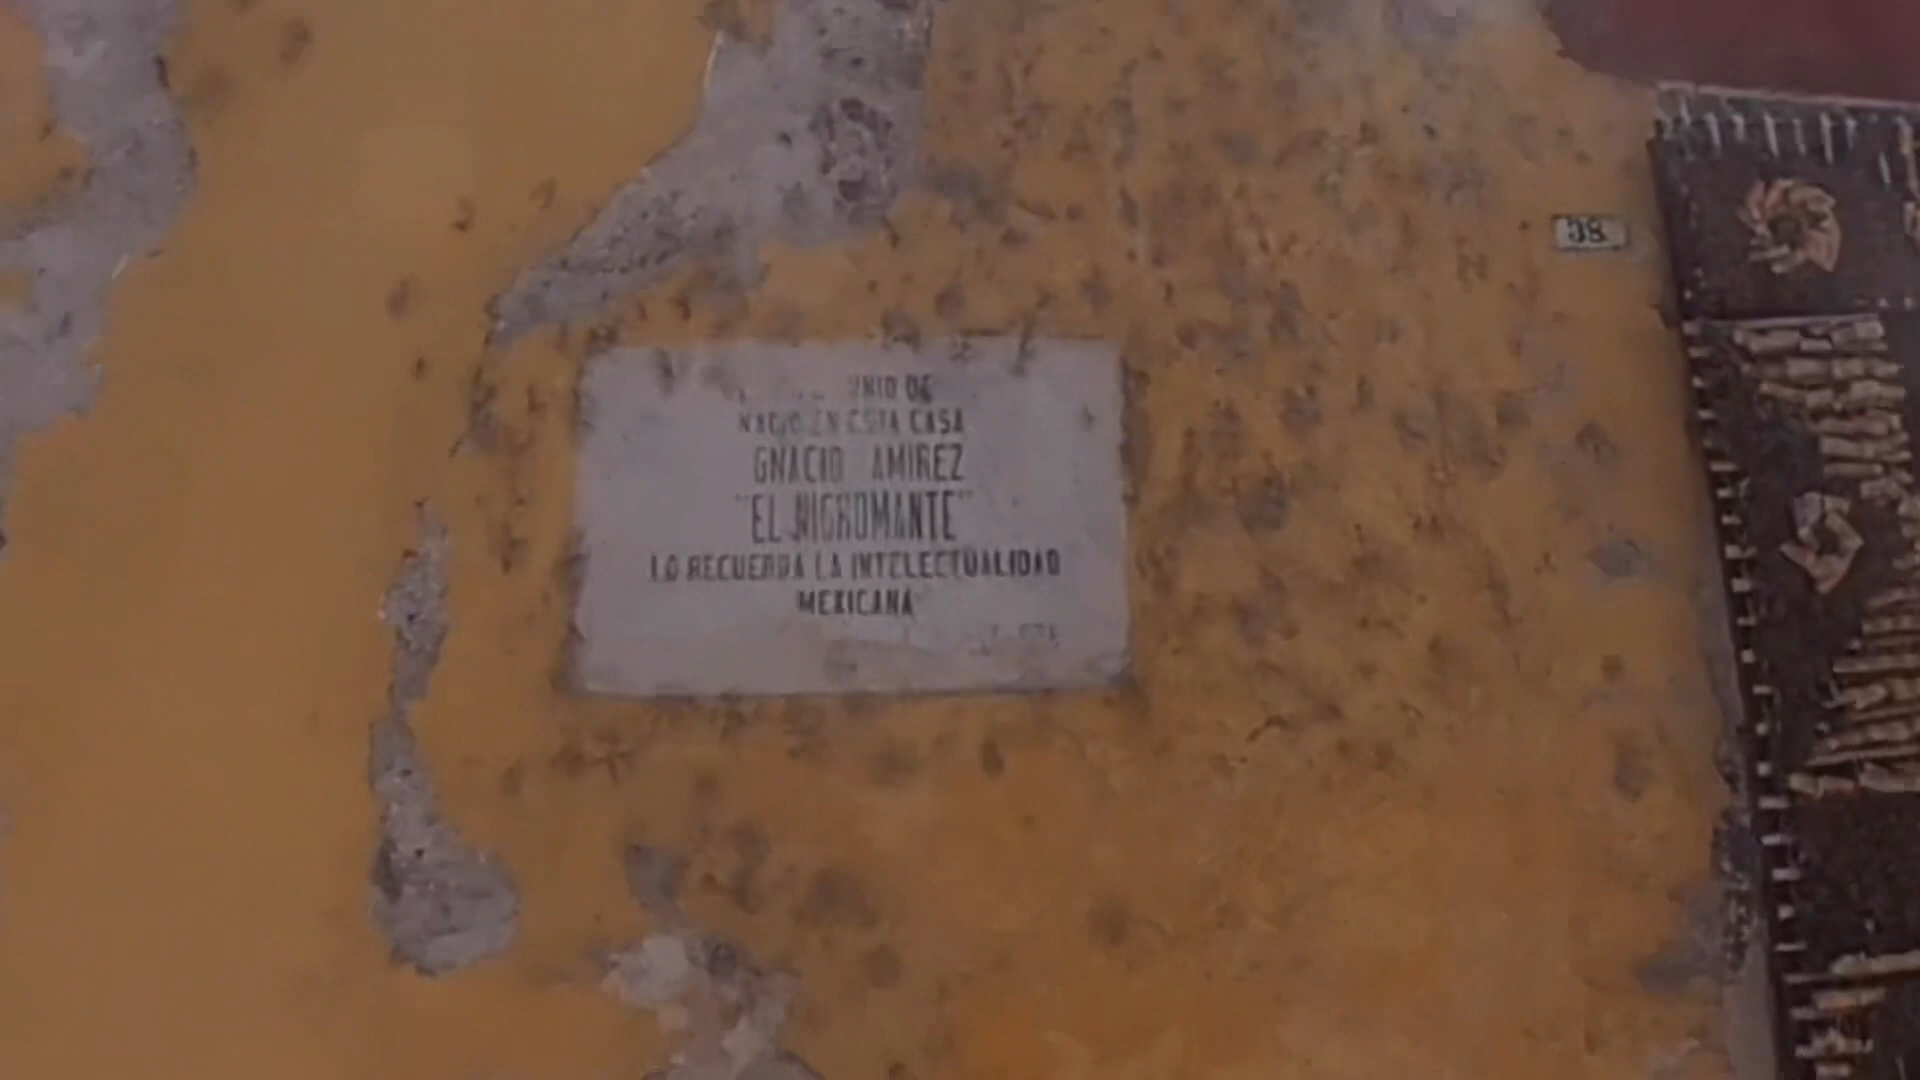 UNIO DE
NACIO EN ESTA CASA
GNACIO AMIREZ
"EL NIGROMANTE"
LO RECUERDA LA INTELECTUALIDAD
MEXICANA
38